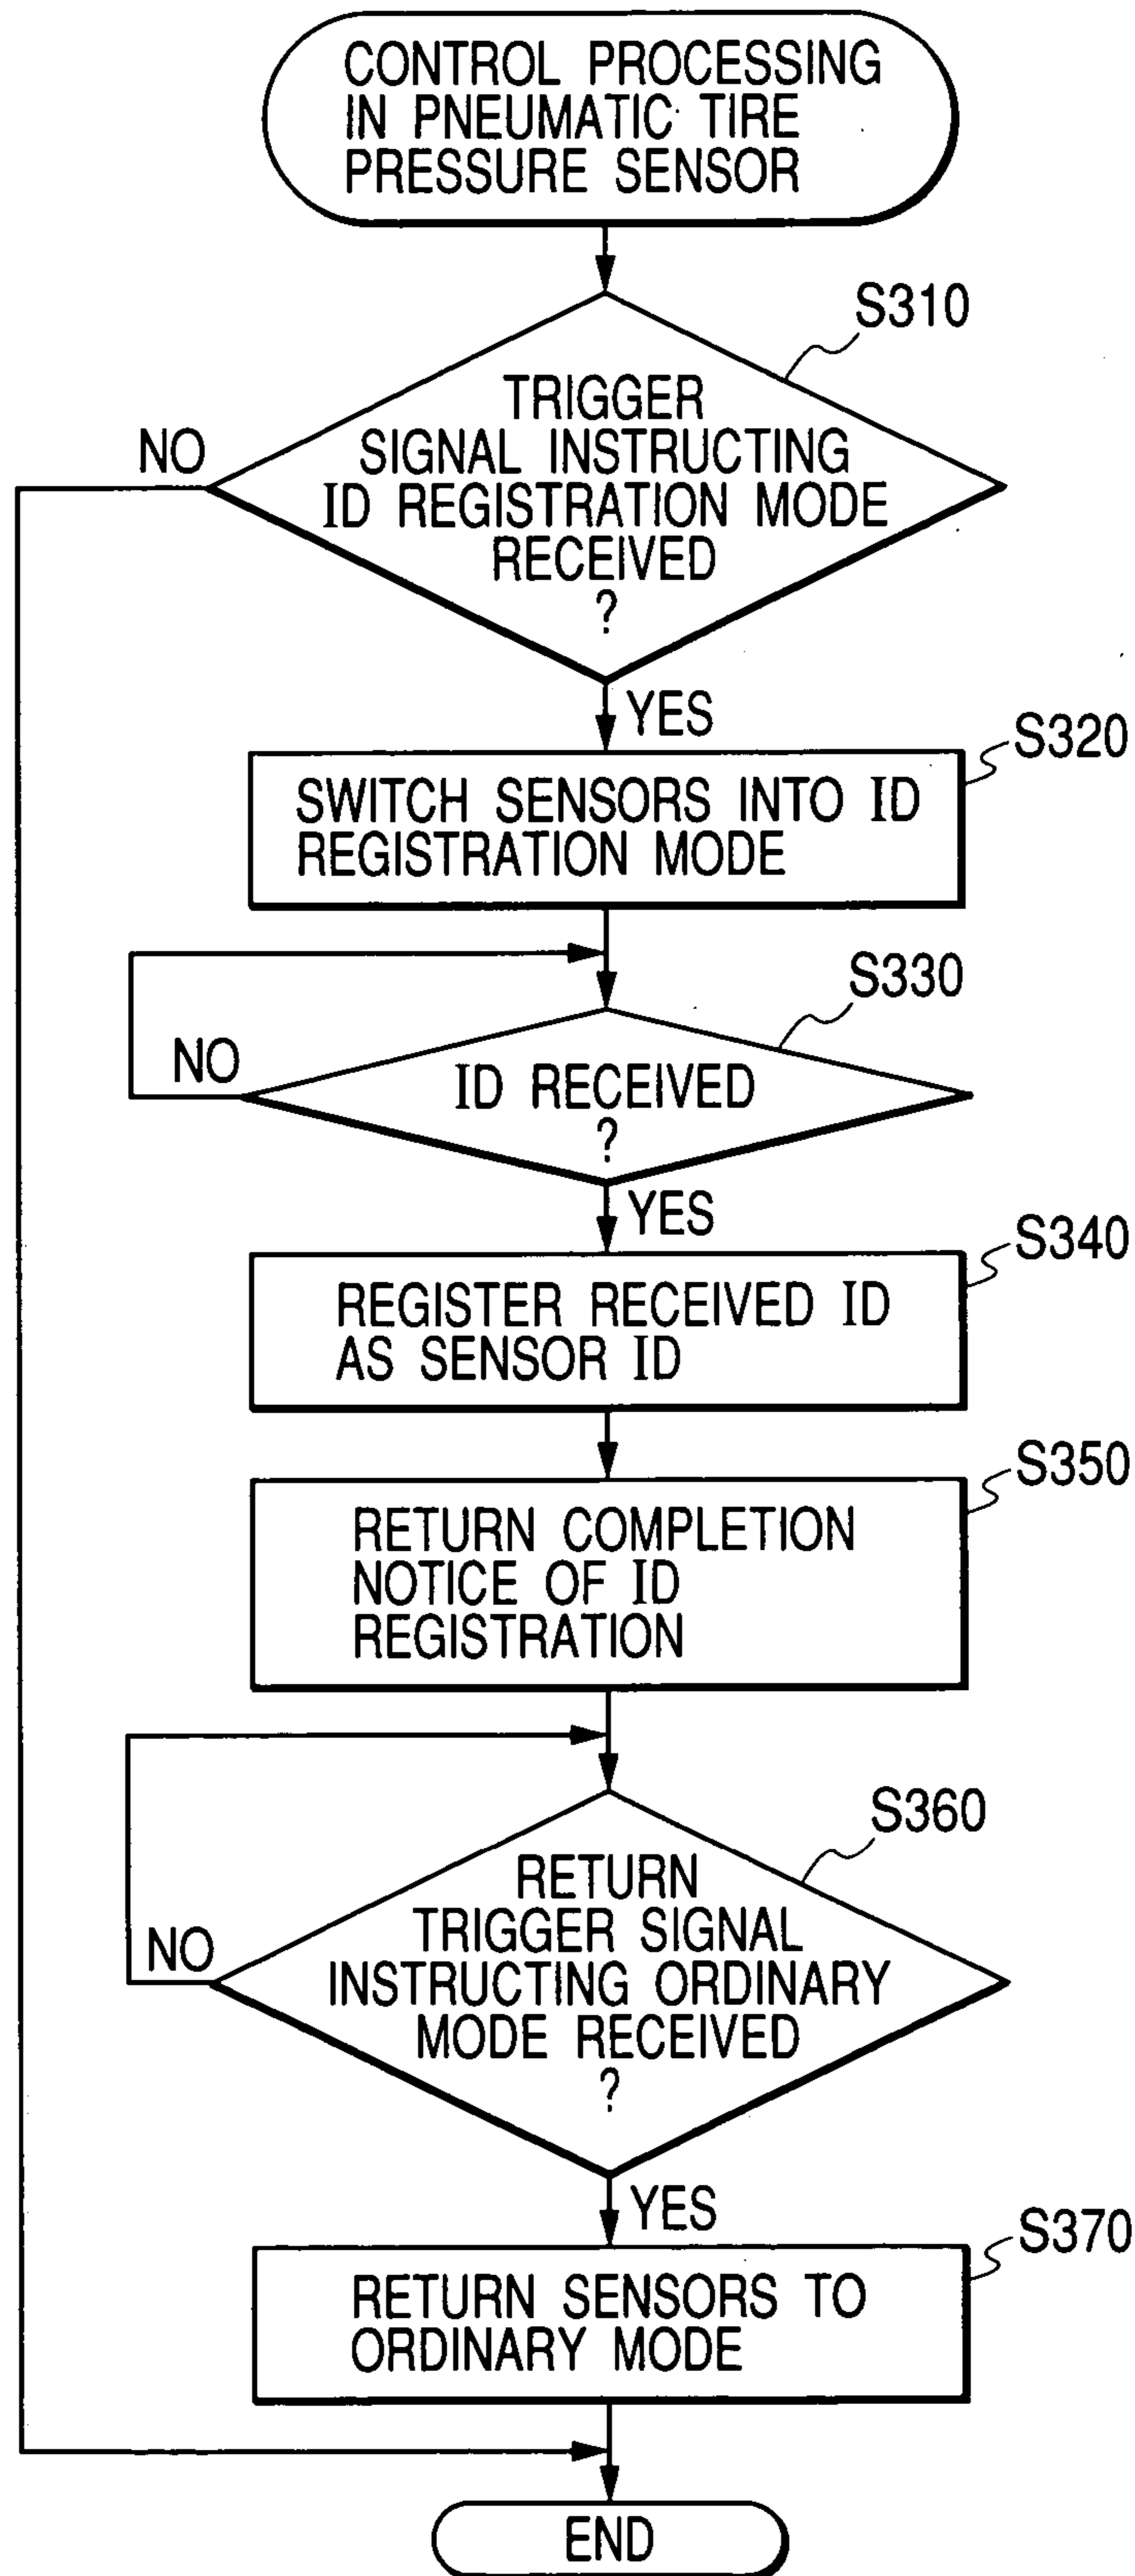 CONTROL PROCESSING
IN PNEUMATIC TIRE
PRESSURE SENSOR
S310
TRIGGER
SIGNAL INSTRUCTING
ID REGISTRATION MODE
RECEIVED
?
NO
YES
S320
SWITCH SENSORS INTO ID
REGISTRATION MODE
S330
NO
ID RECEIVED
?
YES
S340
REGISTER RECEIVED ID
AS SENSOR ID
S350
RETURN COMPLETION
NOTICE OF ID
REGISTRATION
S360
RETURN
TRIGGER SIGNAL
INSTRUCTING ORDINARY
MODE RECEIVED
?
NO
YES
S370
RETURN SENSORS TO
ORDINARY MODE
END